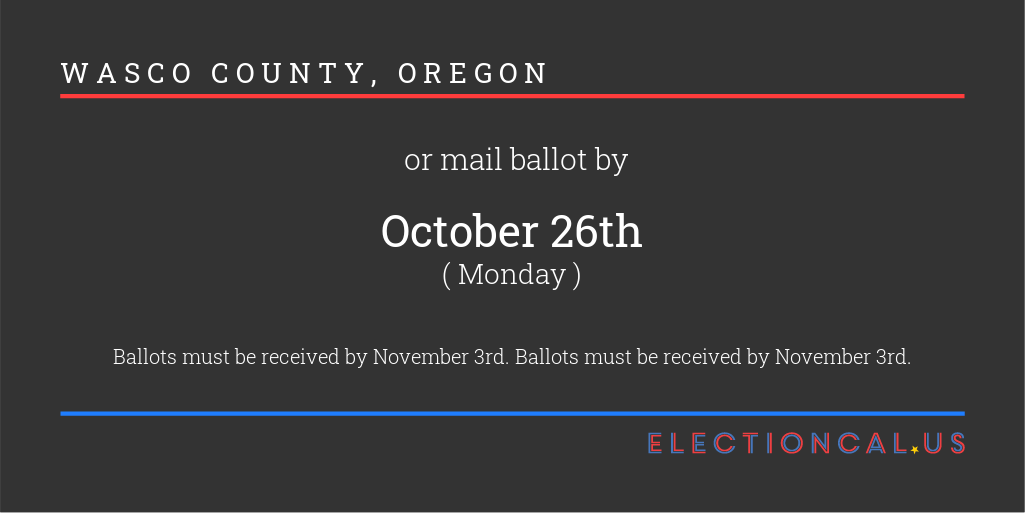 WASCO COUNTY, OREGON
or mail ballot by
October 26th
( Monday )
Ballots must be received by November 3rd. Ballots must be received by November 3rd.
ELECTIONCAL.US